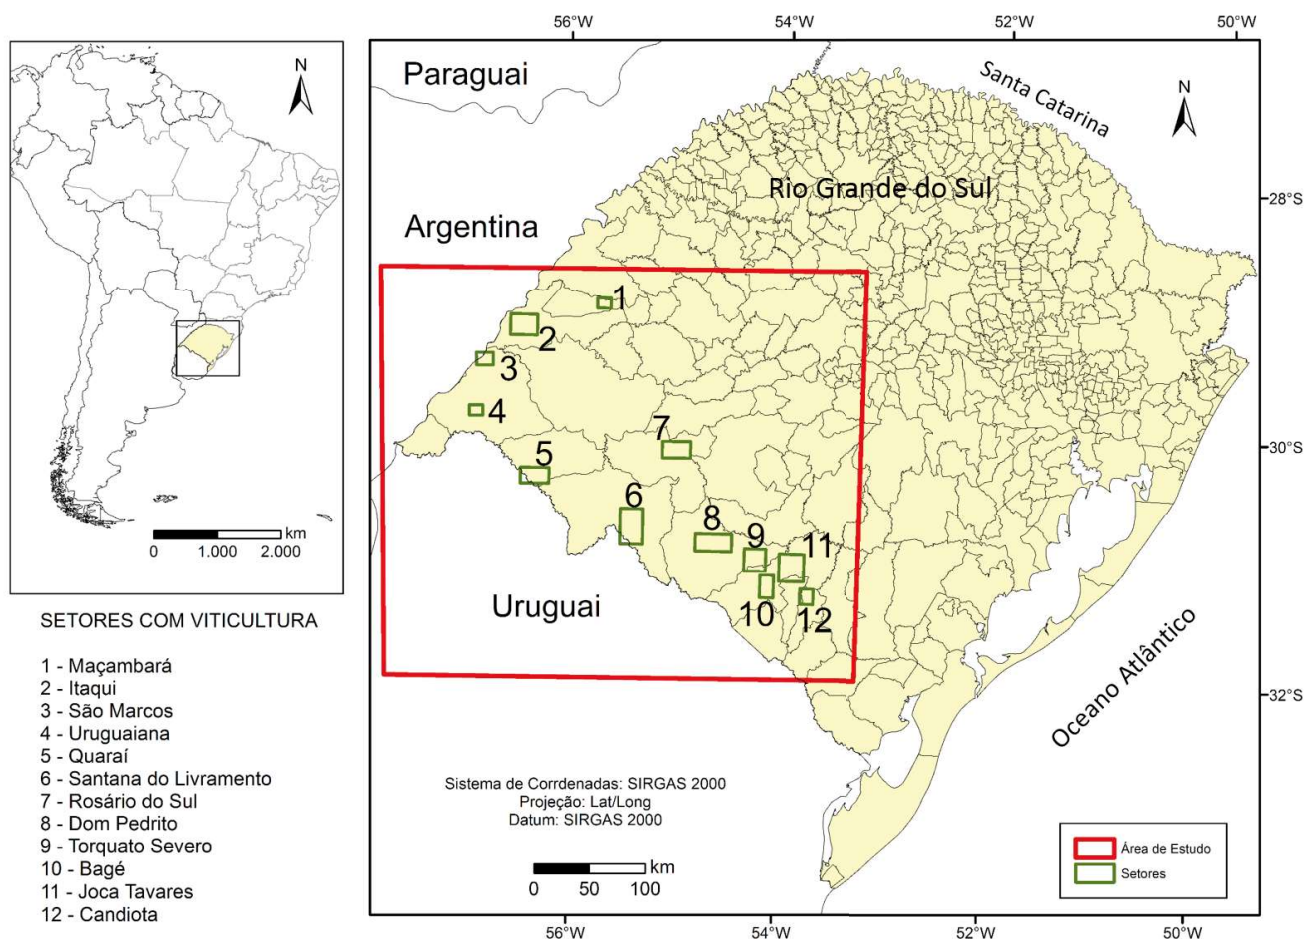 N
0 1.000 2.000 km
SETORES COM VITICULTURA
1 - Maçambará
2 - Itaqui
3 - São Marcos
4 - Uruguaiana
5 - Quaraí
6 - Santana do Livramento
7 - Rosário do Sul
8 - Dom Pedrito
9 - Torquato Severo
10 - Bagé
11 - Joca Tavares
12 - Candiota
56°W 54°W 52°W 50°W
Paraguai
Santa Catarina
N
Rio Grande do Sul
28°S
Argentina
1
2
3
4
7
30°S
5
6
8
9
11
Uruguai
10
12
Oceano Atlântico
32°S
Sistema de Corrdenadas: SIRGAS 2000
Projeção: Lat/Long
Datum: SIRGAS 2000
km
0 50 100
Área de Estudo
Setores
56°W 54°W 52°W 50°W